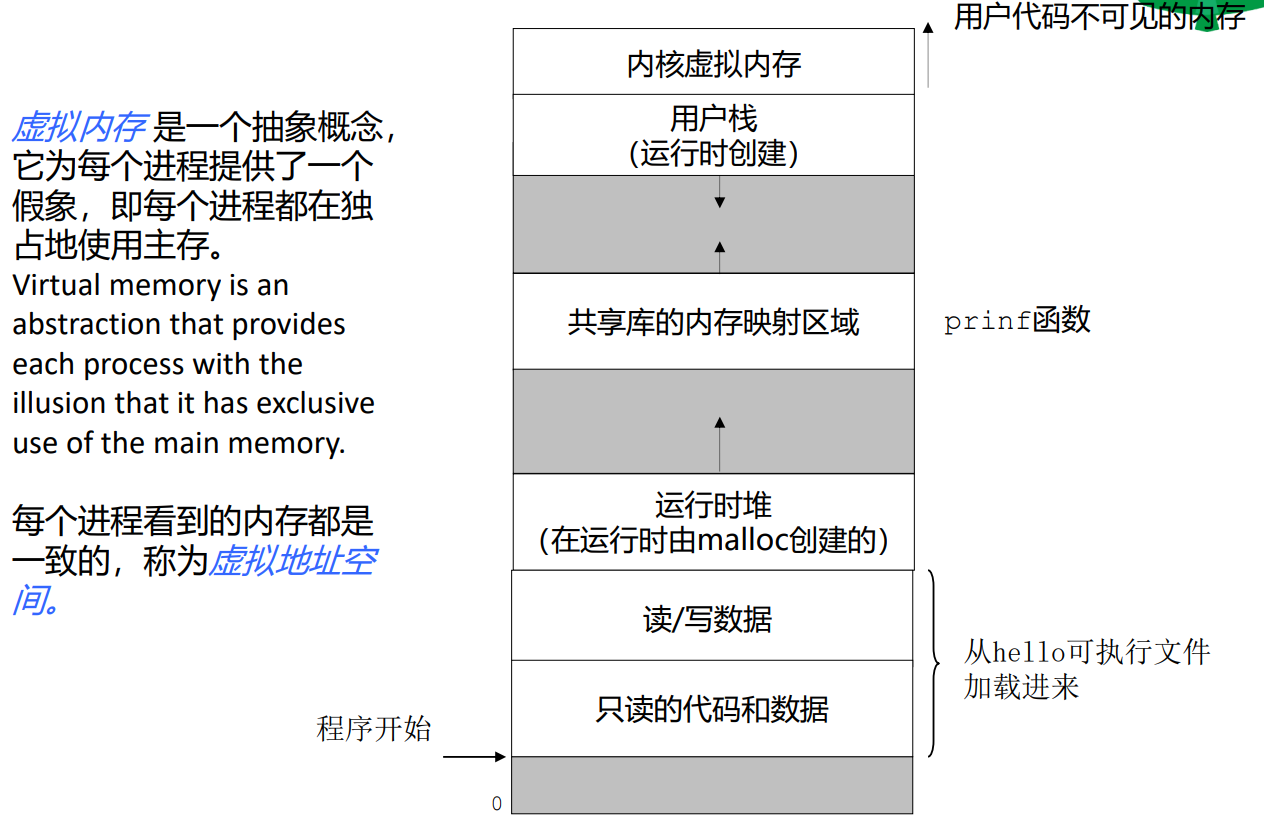 用户代码不可见的内存
内核虚拟内存
用户栈
（运行时创建）
虚拟内存 是一个抽象概念，
它为每个进程提供了一个
假象，即每个进程都在独
占地使用主存。
Virtual memory is an
abstraction that provides
each process with the
illusion that it has exclusive
use of the main memory.
每个进程看到的内存都是
一致的，称为虚拟地址空
间。
共享库的内存映射区域
prinf函数
运行时堆
（在运行时由malloc创建的）
读/写数据
只读的代码和数据
从hello可执行文件
加载进来
程序开始
0